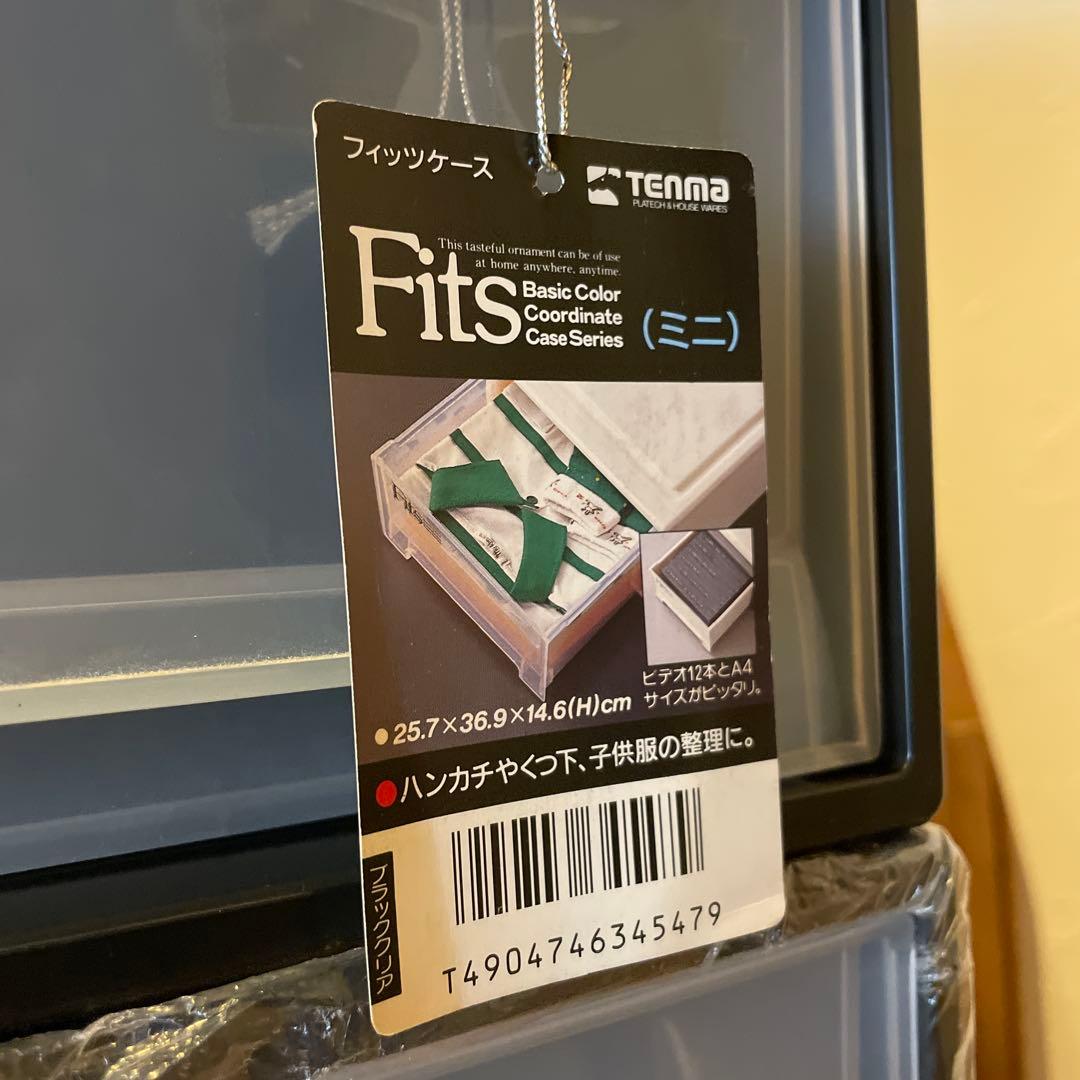 フィッツケース
TENMA
PLATECH & HOUSE WARES
Fits
This tasteful ornament can be of use
at home anywhere, anytime.
Basic Color
Coordinate
Case Series
(ミニ)
Fits
ビデオ12本とA4
サイズがピッタリ。
●25.7×36.9×14.6(H)cm
●ハンカチやくつ下、子供服の整理に。
ブラッククリア
T4904746345479